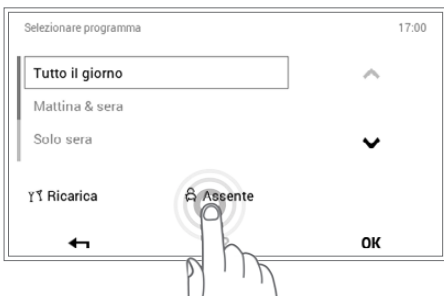 Selezionare programma 17:00
Tutto il giorno
Mattina & sera
Solo sera
Ricarica Assente
OK